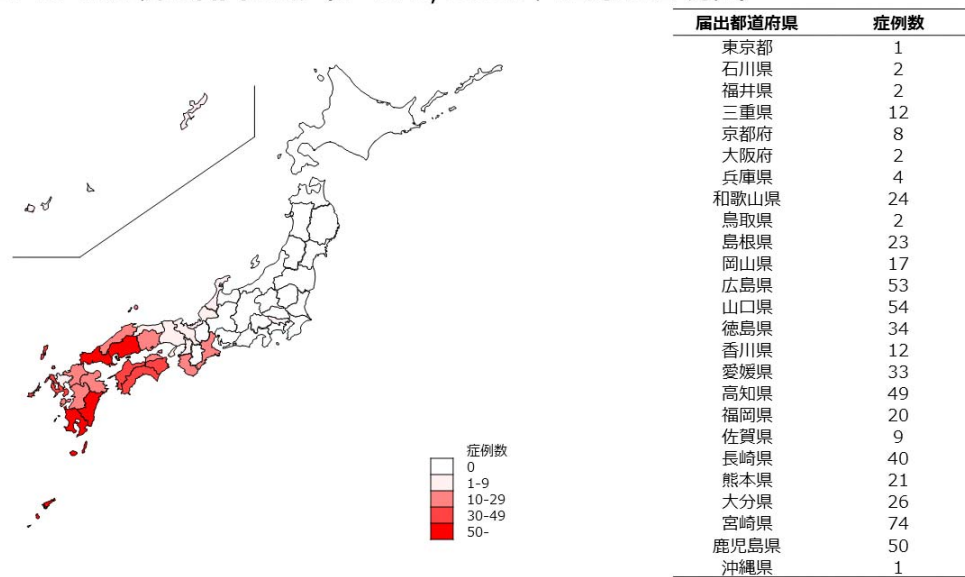 届出都道府県 症例数
東京都 1
石川県 2
福井県 2
三重県 12
京都府 8
大阪府 2
兵庫県 4
和歌山県 24
鳥取県 2
島根県 23
岡山県 17
広島県 53
山口県 54
徳島県 34
香川県 12
愛媛県 33
高知県 49
福岡県 20
佐賀県 9
長崎県 40
熊本県 21
大分県 26
宮崎県 74
鹿児島県 50
沖縄県 1
症例数
0
1-9
10-29
30-49
50-